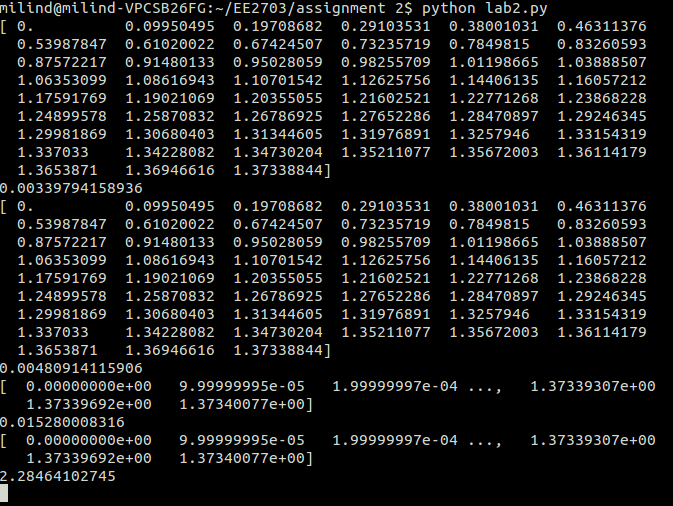 milind@milind-VPCSB26FG:~/EE2703/assignment 2$ python lab2.py
[ 0.          0.09950495  0.19708682  0.29103531  0.38001031  0.46311376
  0.53987847  0.61020022  0.67424507  0.73235719  0.7849815   0.83260593
  0.87572217  0.91480133  0.95028059  0.98255709  1.01198665  1.03888507
  1.06353099  1.08616943  1.10701542  1.12625756  1.14406135  1.16057212
  1.17591769  1.19021069  1.20355055  1.21602521  1.22771268  1.23868228
  1.24899578  1.25870832  1.26786925  1.27652286  1.28470897  1.29246345
  1.29981869  1.30680403  1.31344605  1.31976891  1.3257946   1.33154319
  1.337033    1.34228082  1.34730204  1.35211077  1.35672003  1.36114179
  1.3653871   1.36946616  1.37338844]
0.00339794158936
[ 0.          0.09950495  0.19708682  0.29103531  0.38001031  0.46311376
  0.53987847  0.61020022  0.67424507  0.73235719  0.7849815   0.83260593
  0.87572217  0.91480133  0.95028059  0.98255709  1.01198665  1.03888507
  1.06353099  1.08616943  1.10701542  1.12625756  1.14406135  1.16057212
  1.17591769  1.19021069  1.20355055  1.21602521  1.22771268  1.23868228
  1.24899578  1.25870832  1.26786925  1.27652286  1.28470897  1.29246345
  1.29981869  1.30680403  1.31344605  1.31976891  1.3257946   1.33154319
  1.337033    1.34228082  1.34730204  1.35211077  1.35672003  1.36114179
  1.3653871   1.36946616  1.37338844]
0.00480914115906
[  0.00000000e+00   9.99999995e-05   1.99999997e-04 ...,   1.37339307e+00
   1.37339692e+00   1.37340077e+00]
0.015280008316
[  0.00000000e+00   9.99999995e-05   1.99999997e-04 ...,   1.37339307e+00
   1.37339692e+00   1.37340077e+00]
2.28464102745